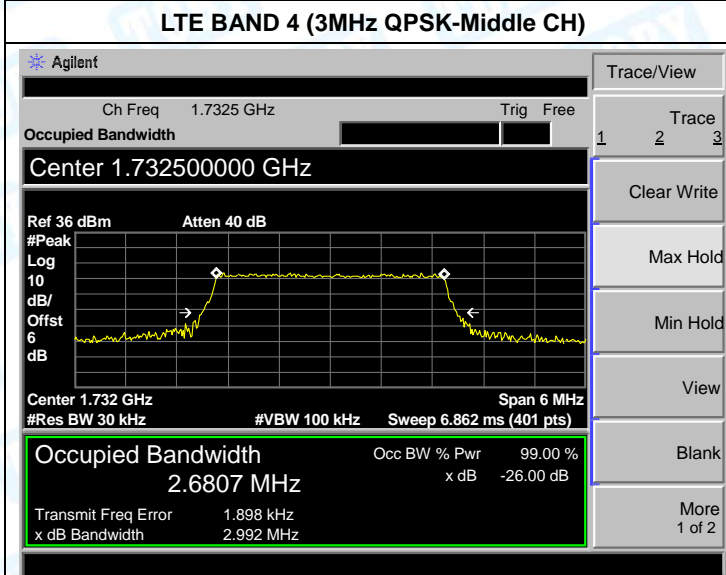 LTE BAND 4 (3MHz QPSK-Middle CH)
Agilent
Trace/View
Ch Freq 1.7325 GHz Trig Free
Occupied Bandwidth
Trace
1 2 3
Center 1.732500000 GHz
Clear Write
Ref 36 dBm Atten 40 dB
#Peak
Log
10
dB/
Offst
6
dB
Max Hold
Min Hold
View
Center 1.732 GHz Span 6 MHz
#Res BW 30 kHz #VBW 100 kHz Sweep 6.862 ms (401 pts)
Occupied Bandwidth Occ BW % Pwr 99.00 %
2.6807 MHz x dB -26.00 dB
Blank
Transmit Freq Error 1.898 kHz
x dB Bandwidth 2.992 MHz
More
1 of 2